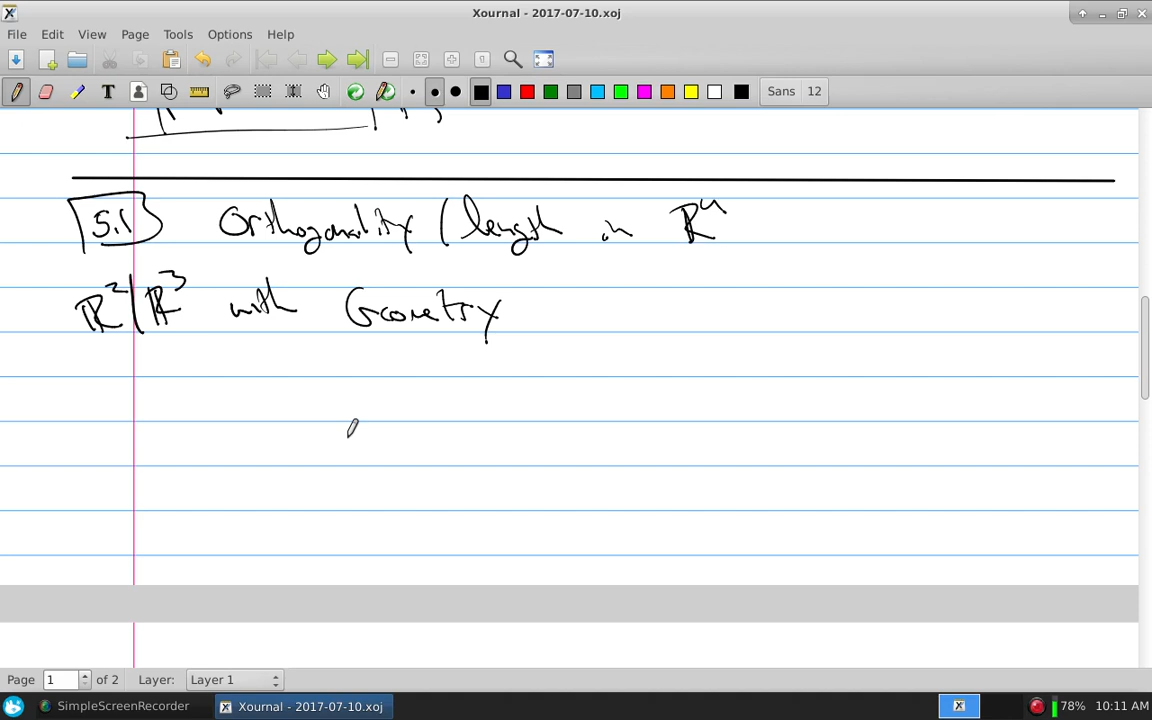 Xournal - 2017-07-10.xoj
File Edit View Page Tools Options Help
Sans 12
5.1 Orthogonality / length in ℝⁿ
ℝ²/ℝ³ with Geometry
Page 1 of 2 Layer: Layer 1
SimpleScreenRecorder Xournal - 2017-07-10.xoj 78% 10:11 AM